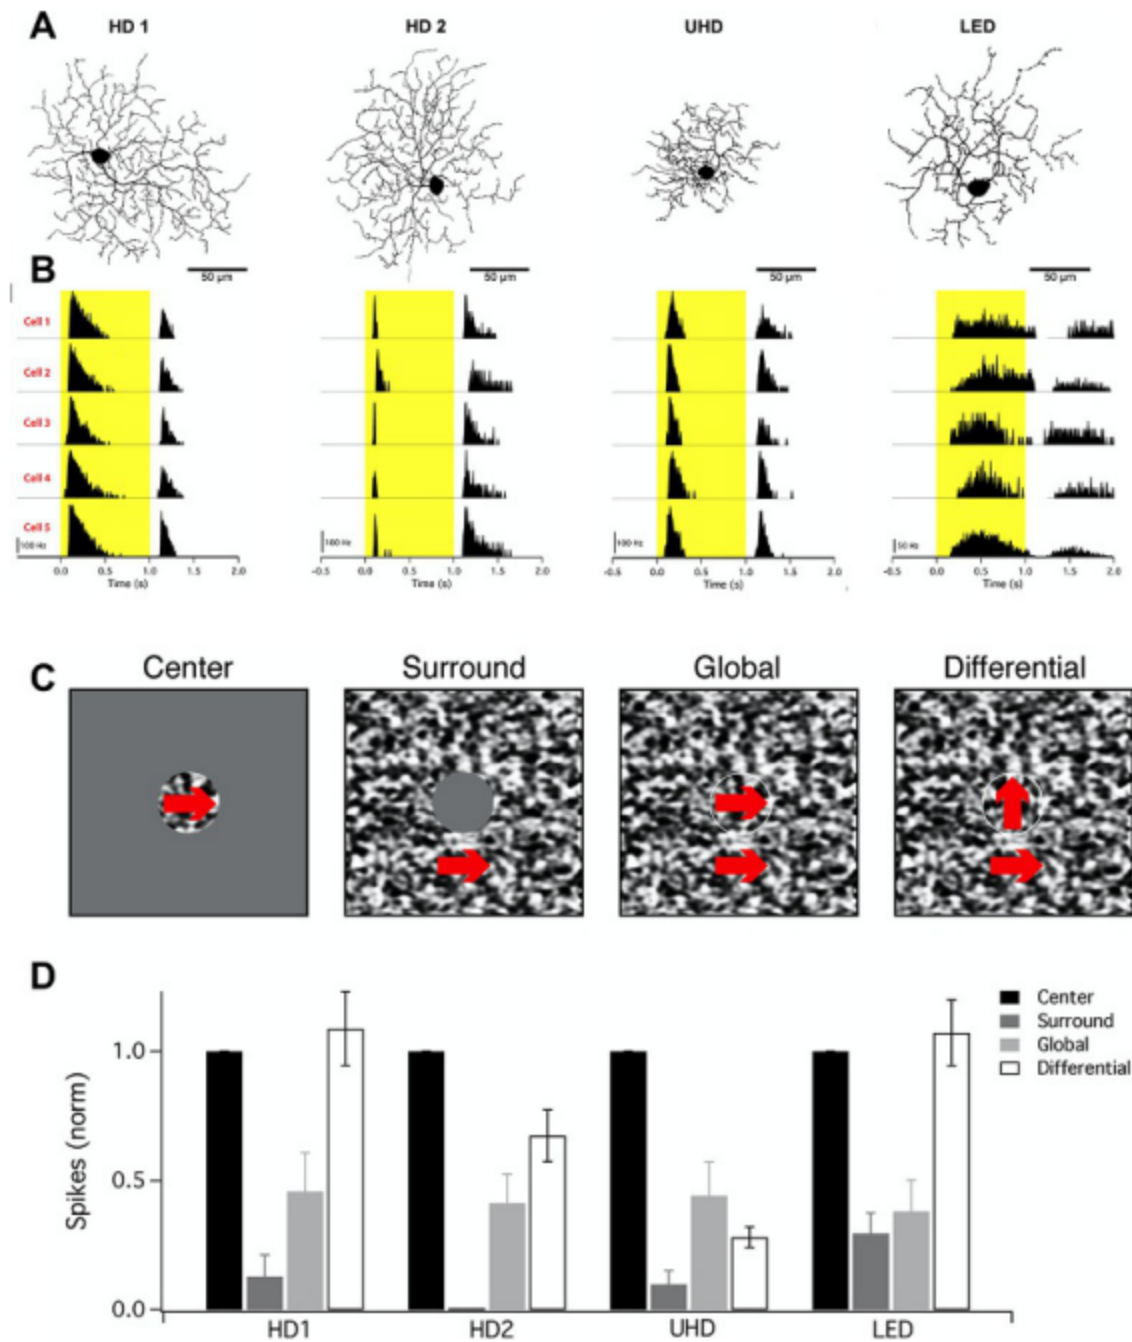 A
HD 1 HD 2 UHD LED
50 µm 50 µm 50 µm 50 µm
B
Cell 1
Cell 2
Cell 3
Cell 4
Cell 5
100 Hz 100 Hz 100 Hz 50 Hz
0.0 0.5 1.0 1.5 2.0 -0.5 0.0 0.5 1.0 1.5 2.0 -0.5 0.0 0.5 1.0 1.5 2.0 -0.5 0.0 0.5 1.0 1.5 2.0
Time (s) Time (s) Time (s) Time (s)
C
Center Surround Global Differential
D
Spikes (norm)
1.0
0.5
0.0
Center
Surround
Global
Differential
HD1 HD2 UHD LED